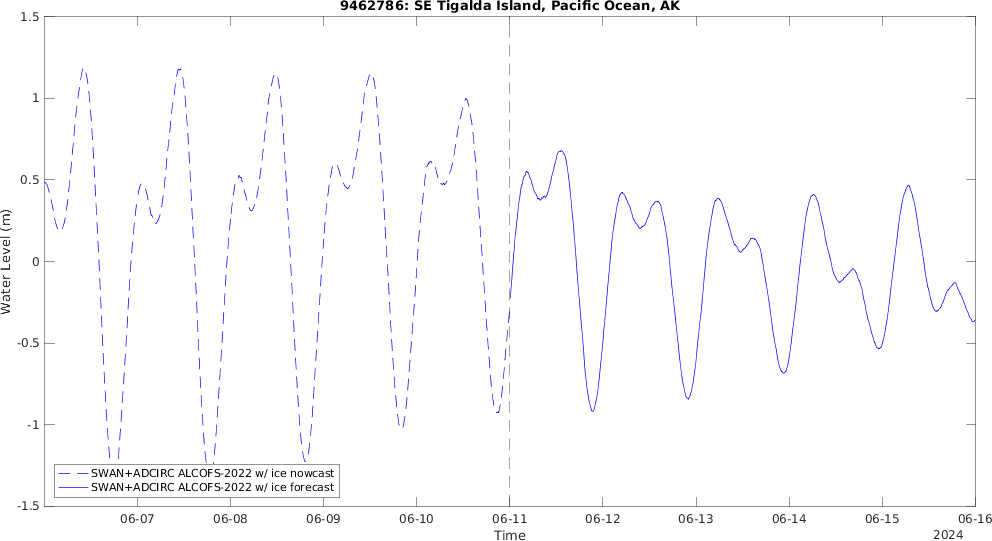 9462786: SE Tigalda Island, Pacific Ocean, AK
1.5
1
0.5
0
-0.5
-1
-1.5
Water Level (m)
SWAN+ADCIRC ALCOFS-2022 w/ ice nowcast
SWAN+ADCIRC ALCOFS-2022 w/ ice forecast
06-07 06-08 06-09 06-10 06-11 06-12 06-13 06-14 06-15 06-16
Time
2024